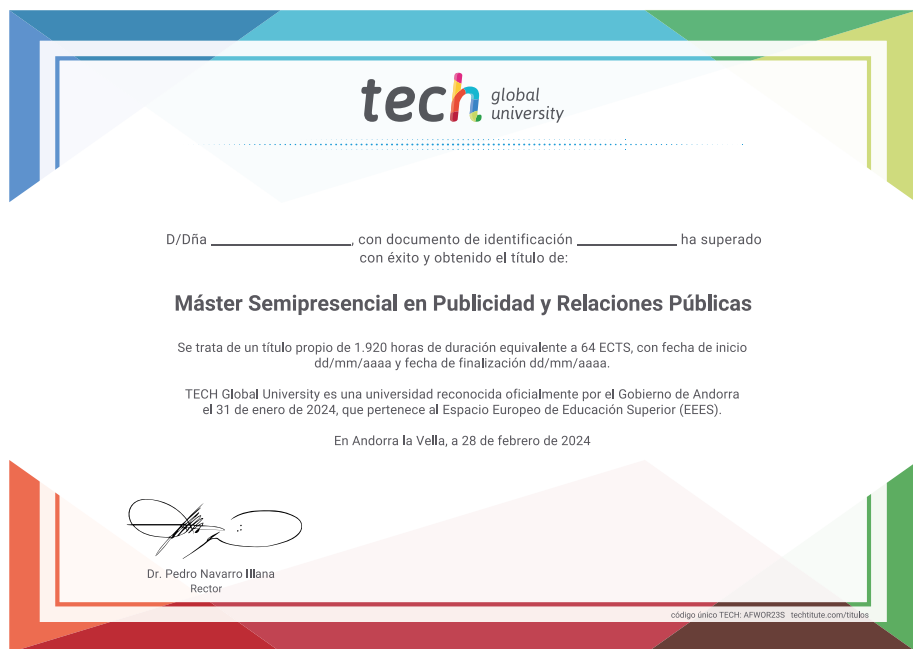 tech global university
D/Dña ____________________, con documento de identificación ______________ ha superado
con éxito y obtenido el título de:
Máster Semipresencial en Publicidad y Relaciones Públicas
Se trata de un título propio de 1.920 horas de duración equivalente a 64 ECTS, con fecha de inicio
dd/mm/aaaa y fecha de finalización dd/mm/aaaa.
TECH Global University es una universidad reconocida oficialmente por el Gobierno de Andorra
el 31 de enero de 2024, que pertenece al Espacio Europeo de Educación Superior (EEES).
En Andorra la Vella, a 28 de febrero de 2024
Dr. Pedro Navarro Illana
Rector
código único TECH: AFWOR23S techtitute.com/titulos